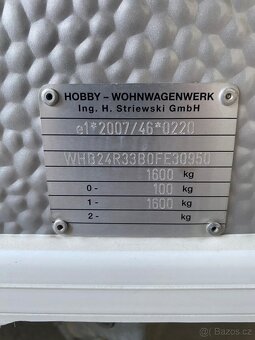 HOBBY - WOHNWAGENWERK
Ing. H. Striewski GmbH
e1*2007/46*0220
WHB24R33B0FE30950
1600 kg
0- 100 kg
1- 1600 kg
2- kg
© Bazos.cz